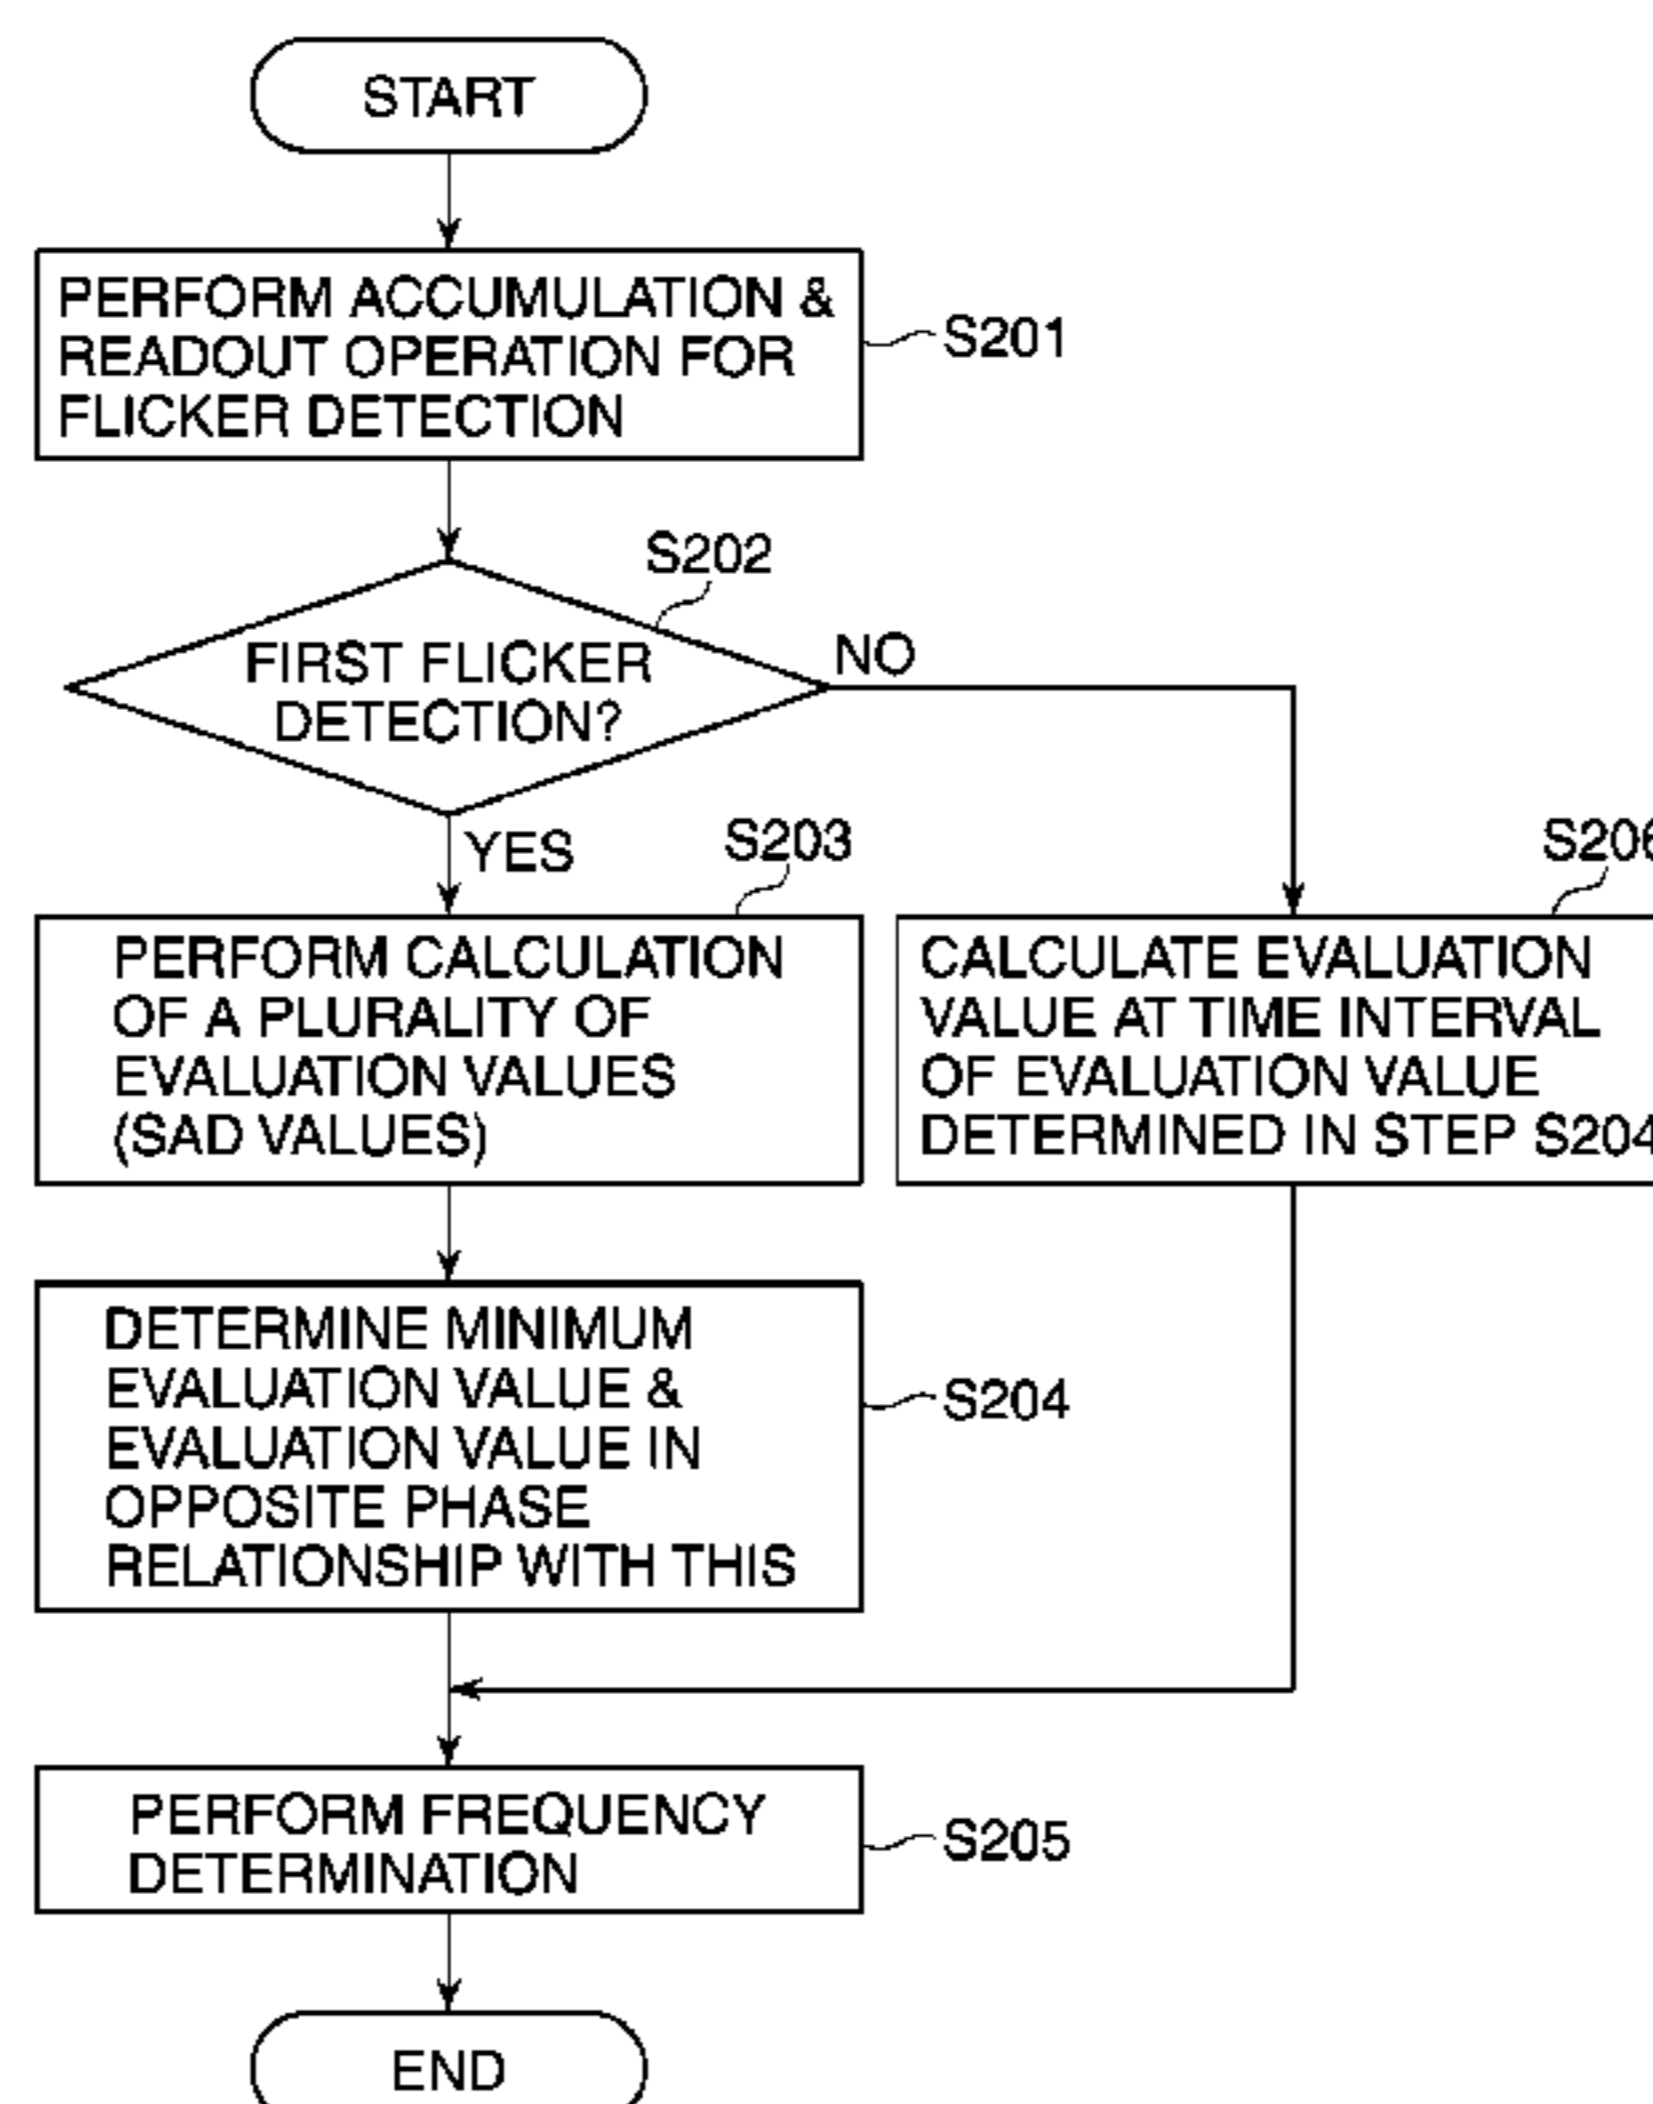 START
PERFORM ACCUMULATION &
READOUT OPERATION FOR
FLICKER DETECTION
S201
S202
FIRST FLICKER
DETECTION?
NO
YES
S203
PERFORM CALCULATION
OF A PLURALITY OF
EVALUATION VALUES
(SAD VALUES)
S206
CALCULATE EVALUATION
VALUE AT TIME INTERVAL
OF EVALUATION VALUE
DETERMINED IN STEP S204
DETERMINE MINIMUM
EVALUATION VALUE &
EVALUATION VALUE IN
OPPOSITE PHASE
RELATIONSHIP WITH THIS
S204
PERFORM FREQUENCY
DETERMINATION
S205
END